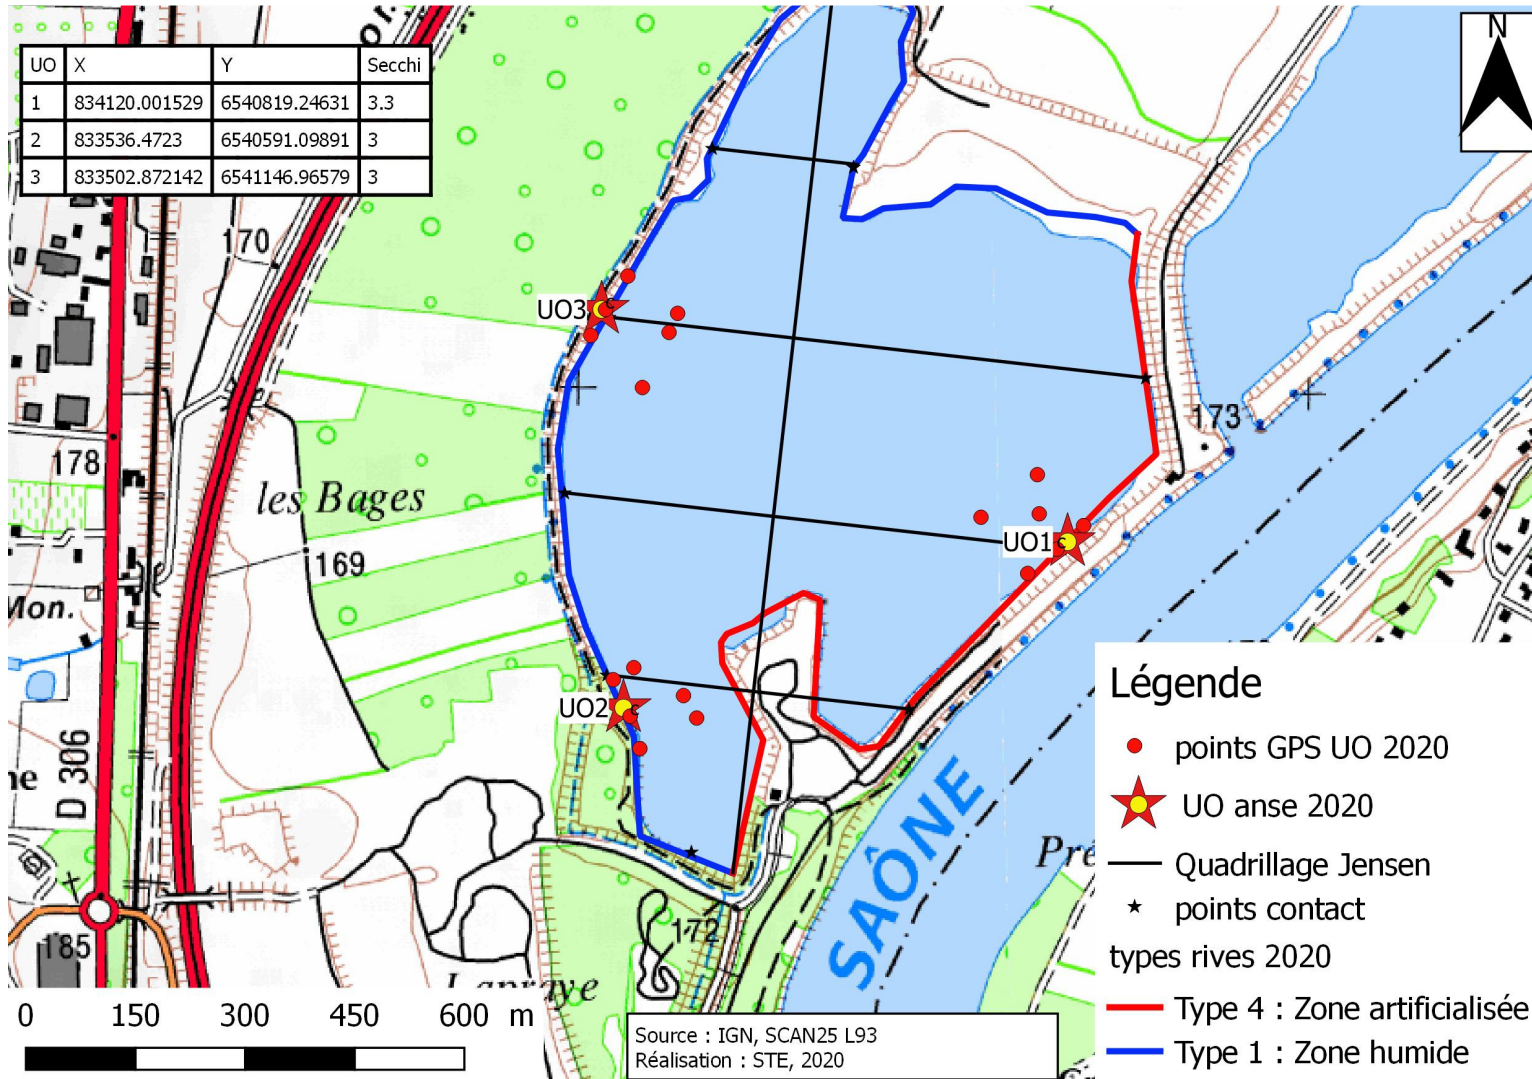 UO X Y Secchi
1 834120.001529 6540819.24631 3.3
2 833536.4723 6540591.09891 3
3 833502.872142 6541146.96579 3
N
170
UO3
173
178
les Bages
169
UO1
Mon.
UO2
D 306
185
172
Lapraye
SAÔNE
Pré
Légende
points GPS UO 2020
UO anse 2020
Quadrillage Jensen
points contact
types rives 2020
Type 4 : Zone artificialisée
Type 1 : Zone humide
0 150 300 450 600 m
Source : IGN, SCAN25 L93
Réalisation : STE, 2020